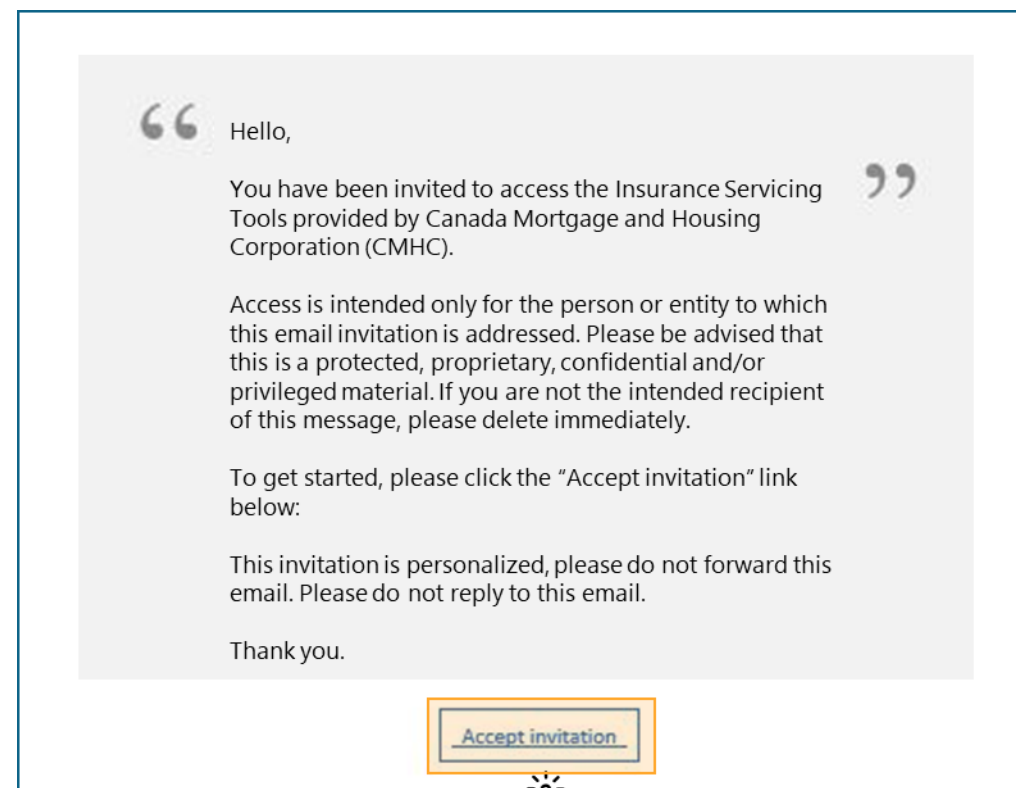 “ Hello,
You have been invited to access the Insurance Servicing ”
Tools provided by Canada Mortgage and Housing
Corporation (CMHC).
Access is intended only for the person or entity to which
this email invitation is addressed. Please be advised that
this is a protected, proprietary, confidential and/or
privileged material. If you are not the intended recipient
of this message, please delete immediately.
To get started, please click the “Accept invitation” link
below:
This invitation is personalized, please do not forward this
email. Please do not reply to this email.
Thank you.
Accept invitation